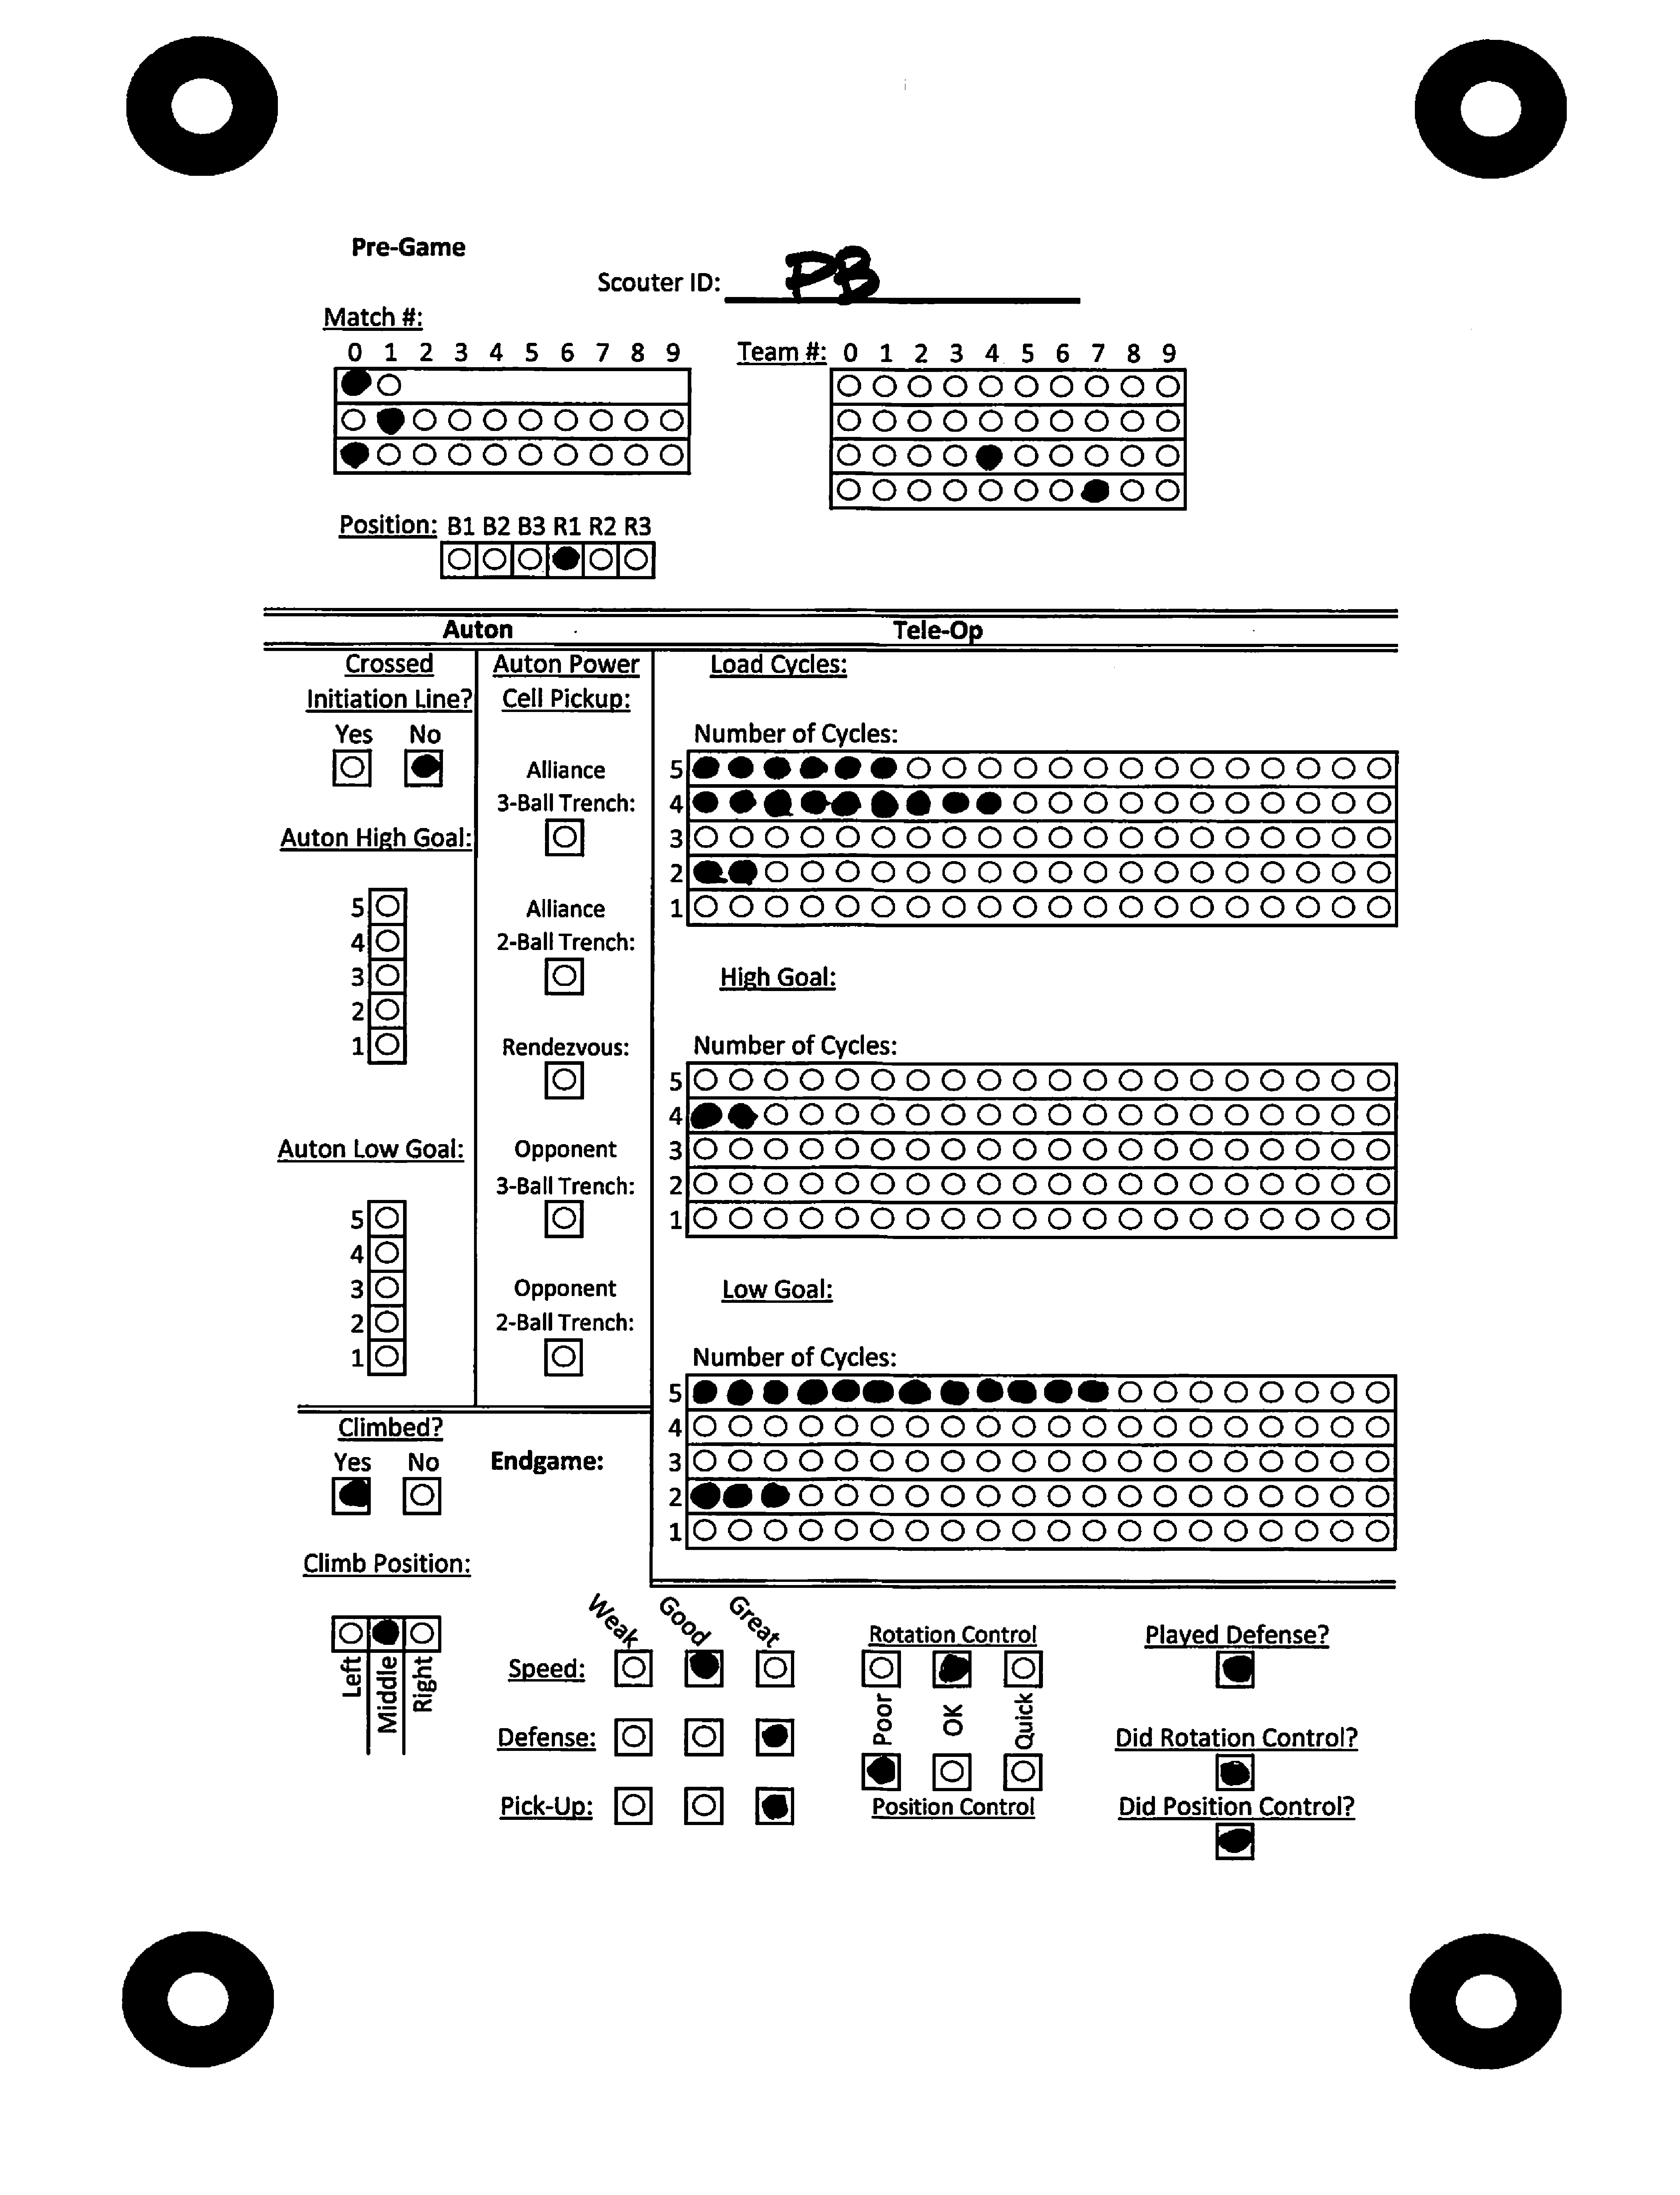 Pre-Game
Scouter ID: PB
Match #:
0 1 2 3 4 5 6 7 8 9
Team #: 0 1 2 3 4 5 6 7 8 9
Position: B1 B2 B3 R1 R2 R3
Auton
Tele-Op
Crossed
Initiation Line?
Yes No
Auton High Goal:
5
4
3
2
1
Auton Low Goal:
5
4
3
2
1
Auton Power
Cell Pickup:
Alliance
3-Ball Trench:
Alliance
2-Ball Trench:
Rendezvous:
Opponent
3-Ball Trench:
Opponent
2-Ball Trench:
Load Cycles:
Number of Cycles:
5
4
3
2
1
High Goal:
Number of Cycles:
5
4
3
2
1
Low Goal:
Number of Cycles:
5
4
3
2
1
Climbed?
Yes No
Endgame:
Climb Position:
Left
Middle
Right
Weak Good Great
Speed:
Defense:
Pick-Up:
Rotation Control
Poor OK Quick
Position Control
Played Defense?
Did Rotation Control?
Did Position Control?